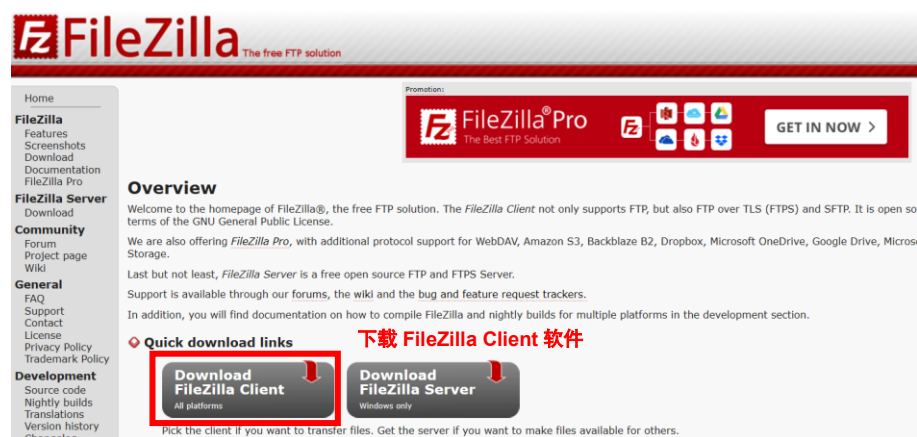 FileZilla The free FTP solution
Home
FileZilla
Features
Screenshots
Download
Documentation
FileZilla Pro
FileZilla Server
Download
Community
Forum
Project page
Wiki
General
FAQ
Support
Contact
License
Privacy Policy
Trademark Policy
Development
Source code
Nightly builds
Translations
Version history
Promotion:
FileZilla®Pro
The Best FTP Solution
GET IN NOW >
Overview
Welcome to the homepage of FileZilla®, the free FTP solution. The FileZilla Client not only supports FTP, but also FTP over TLS (FTPS) and SFTP. It is open so
terms of the GNU General Public License.
We are also offering FileZilla Pro, with additional protocol support for WebDAV, Amazon S3, Backblaze B2, Dropbox, Microsoft OneDrive, Google Drive, Micros
Storage.
Last but not least, FileZilla Server is a free open source FTP and FTPS Server.
Support is available through our forums, the wiki and the bug and feature request trackers.
In addition, you will find documentation on how to compile FileZilla and nightly builds for multiple platforms in the development section.
Quick download links
下载 FileZilla Client 软件
Download
FileZilla Client
All platforms
Download
FileZilla Server
Windows only
Pick the client if you want to transfer files. Get the server if you want to make files available for others.